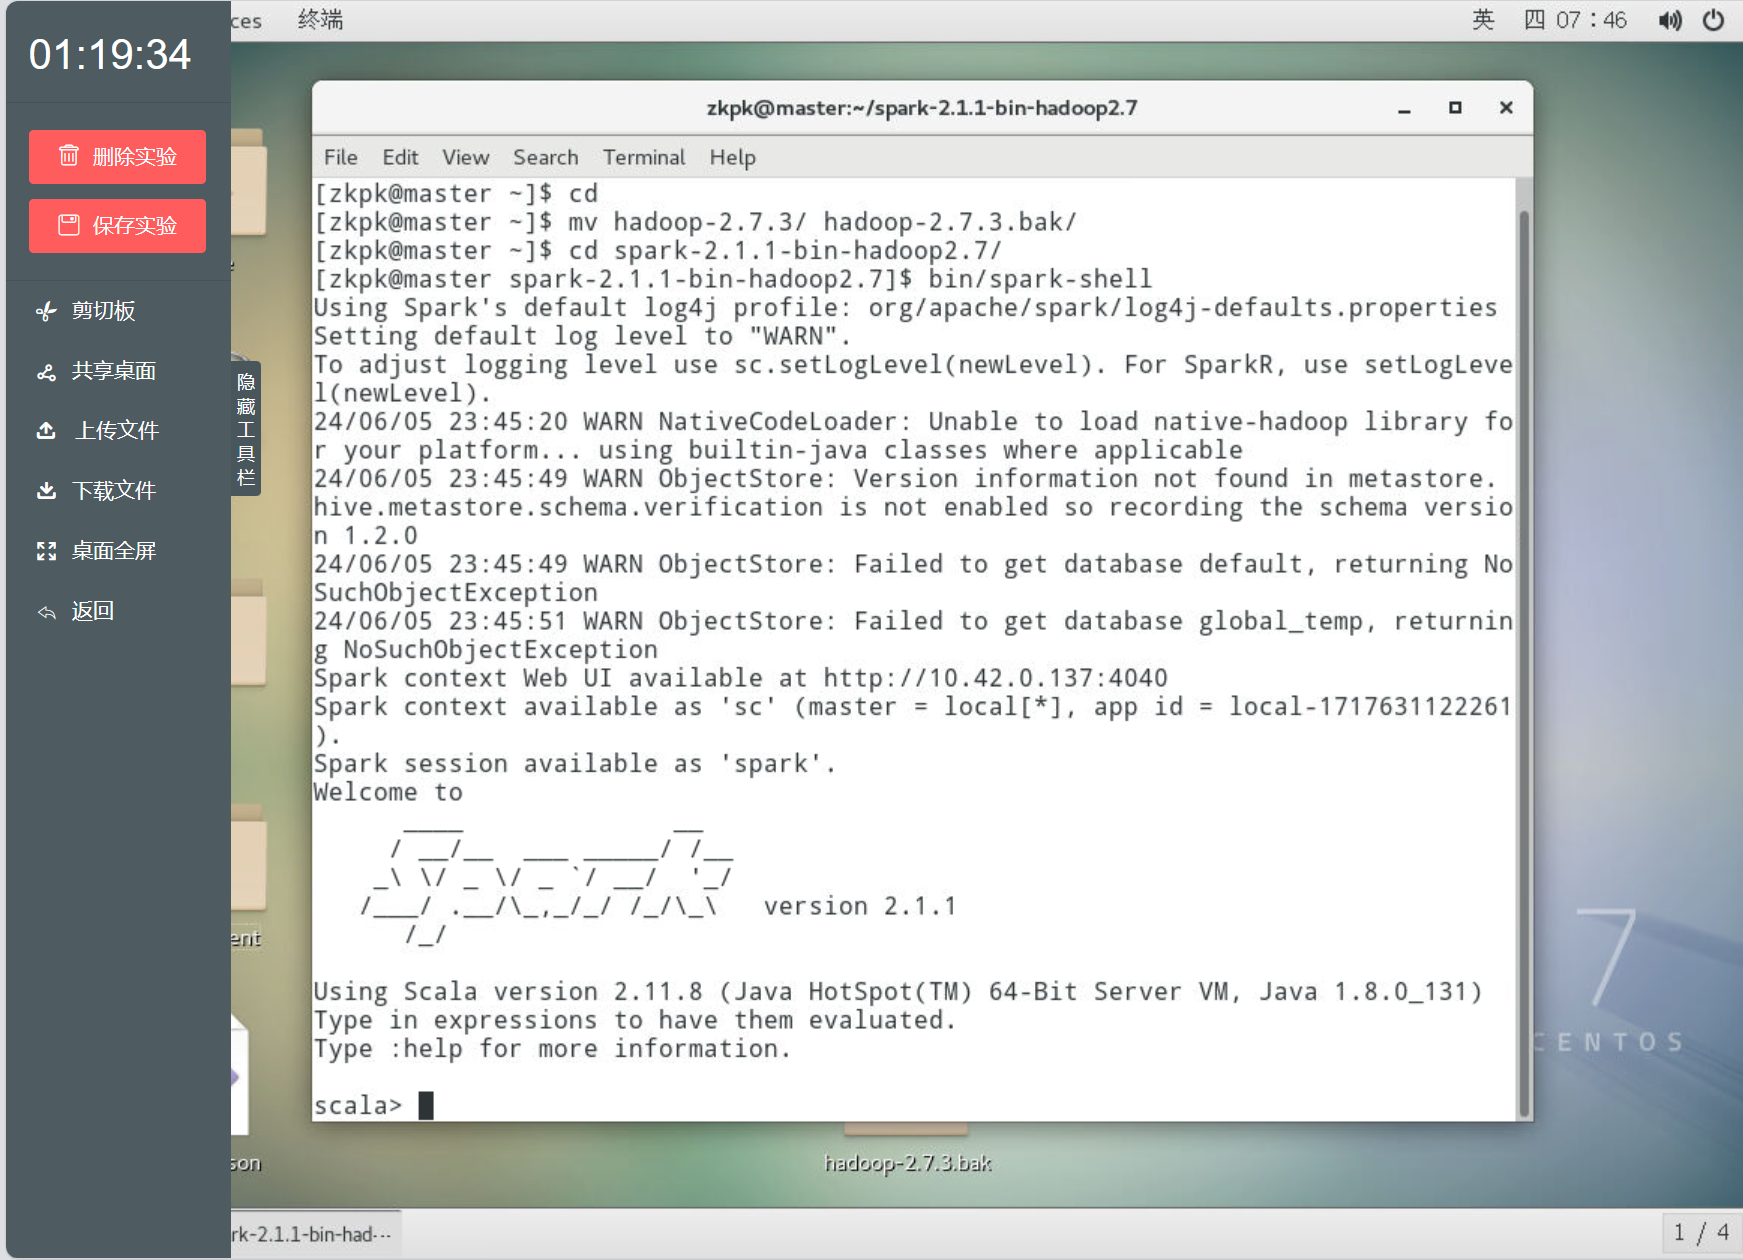 01:19:34
删除实验
保存实验
剪切板
共享桌面
上传文件
下载文件
桌面全屏
返回
隐藏工具栏
ces 终端
英 四 07：46
zkpk@master:~/spark-2.1.1-bin-hadoop2.7
File Edit View Search Terminal Help
[zkpk@master ~]$ cd
[zkpk@master ~]$ mv hadoop-2.7.3/ hadoop-2.7.3.bak/
[zkpk@master ~]$ cd spark-2.1.1-bin-hadoop2.7/
[zkpk@master spark-2.1.1-bin-hadoop2.7]$ bin/spark-shell
Using Spark's default log4j profile: org/apache/spark/log4j-defaults.properties
Setting default log level to "WARN".
To adjust logging level use sc.setLogLevel(newLevel). For SparkR, use setLogLeve
l(newLevel).
24/06/05 23:45:20 WARN NativeCodeLoader: Unable to load native-hadoop library fo
r your platform... using builtin-java classes where applicable
24/06/05 23:45:49 WARN ObjectStore: Version information not found in metastore.
hive.metastore.schema.verification is not enabled so recording the schema versio
n 1.2.0
24/06/05 23:45:49 WARN ObjectStore: Failed to get database default, returning No
SuchObjectException
24/06/05 23:45:51 WARN ObjectStore: Failed to get database global_temp, returnin
g NoSuchObjectException
Spark context Web UI available at http://10.42.0.137:4040
Spark context available as 'sc' (master = local[*], app id = local-1717631122261
).
Spark session available as 'spark'.
Welcome to
      ____              __
     / __/__  ___ _____/ /__
    _\ \/ _ \/ _ `/ __/  '_/
   /___/ .__/\_,_/_/ /_/\_\   version 2.1.1
      /_/
Using Scala version 2.11.8 (Java HotSpot(TM) 64-Bit Server VM, Java 1.8.0_131)
Type in expressions to have them evaluated.
Type :help for more information.
scala>
ent
son
hadoop-2.7.3.bak
7
CENTOS
rk-2.1.1-bin-had···
1 / 4